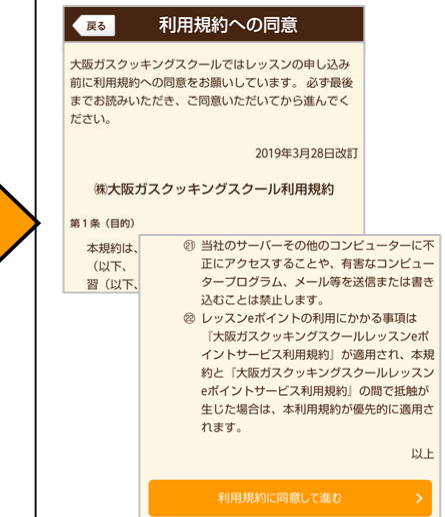 戻る
利用規約への同意
大阪ガスクッキングスクールではレッスンの申し込み
前に利用規約への同意をお願いしています。 必ず最後
までお読みいただき、ご同意いただいてから進んでく
ださい。
2019年3月28日改訂
㈱大阪ガスクッキングスクール利用規約
第1条（目的）
本規約は、
（以下、
習（以下、
㉑ 当社のサーバーその他のコンピューターに不
正にアクセスすることや、有害なコンピュー
タープログラム、メール等を送信または書き
込むことは禁止します。
㉒ レッスンeポイントの利用にかかる事項は
『大阪ガスクッキングスクールレッスンeポ
イントサービス利用規約』が適用され、本規
約と『大阪ガスクッキングスクールレッスン
eポイントサービス利用規約』の間で抵触が
生じた場合は、本利用規約が優先的に適用さ
れます。
以上
利用規約に同意して進む